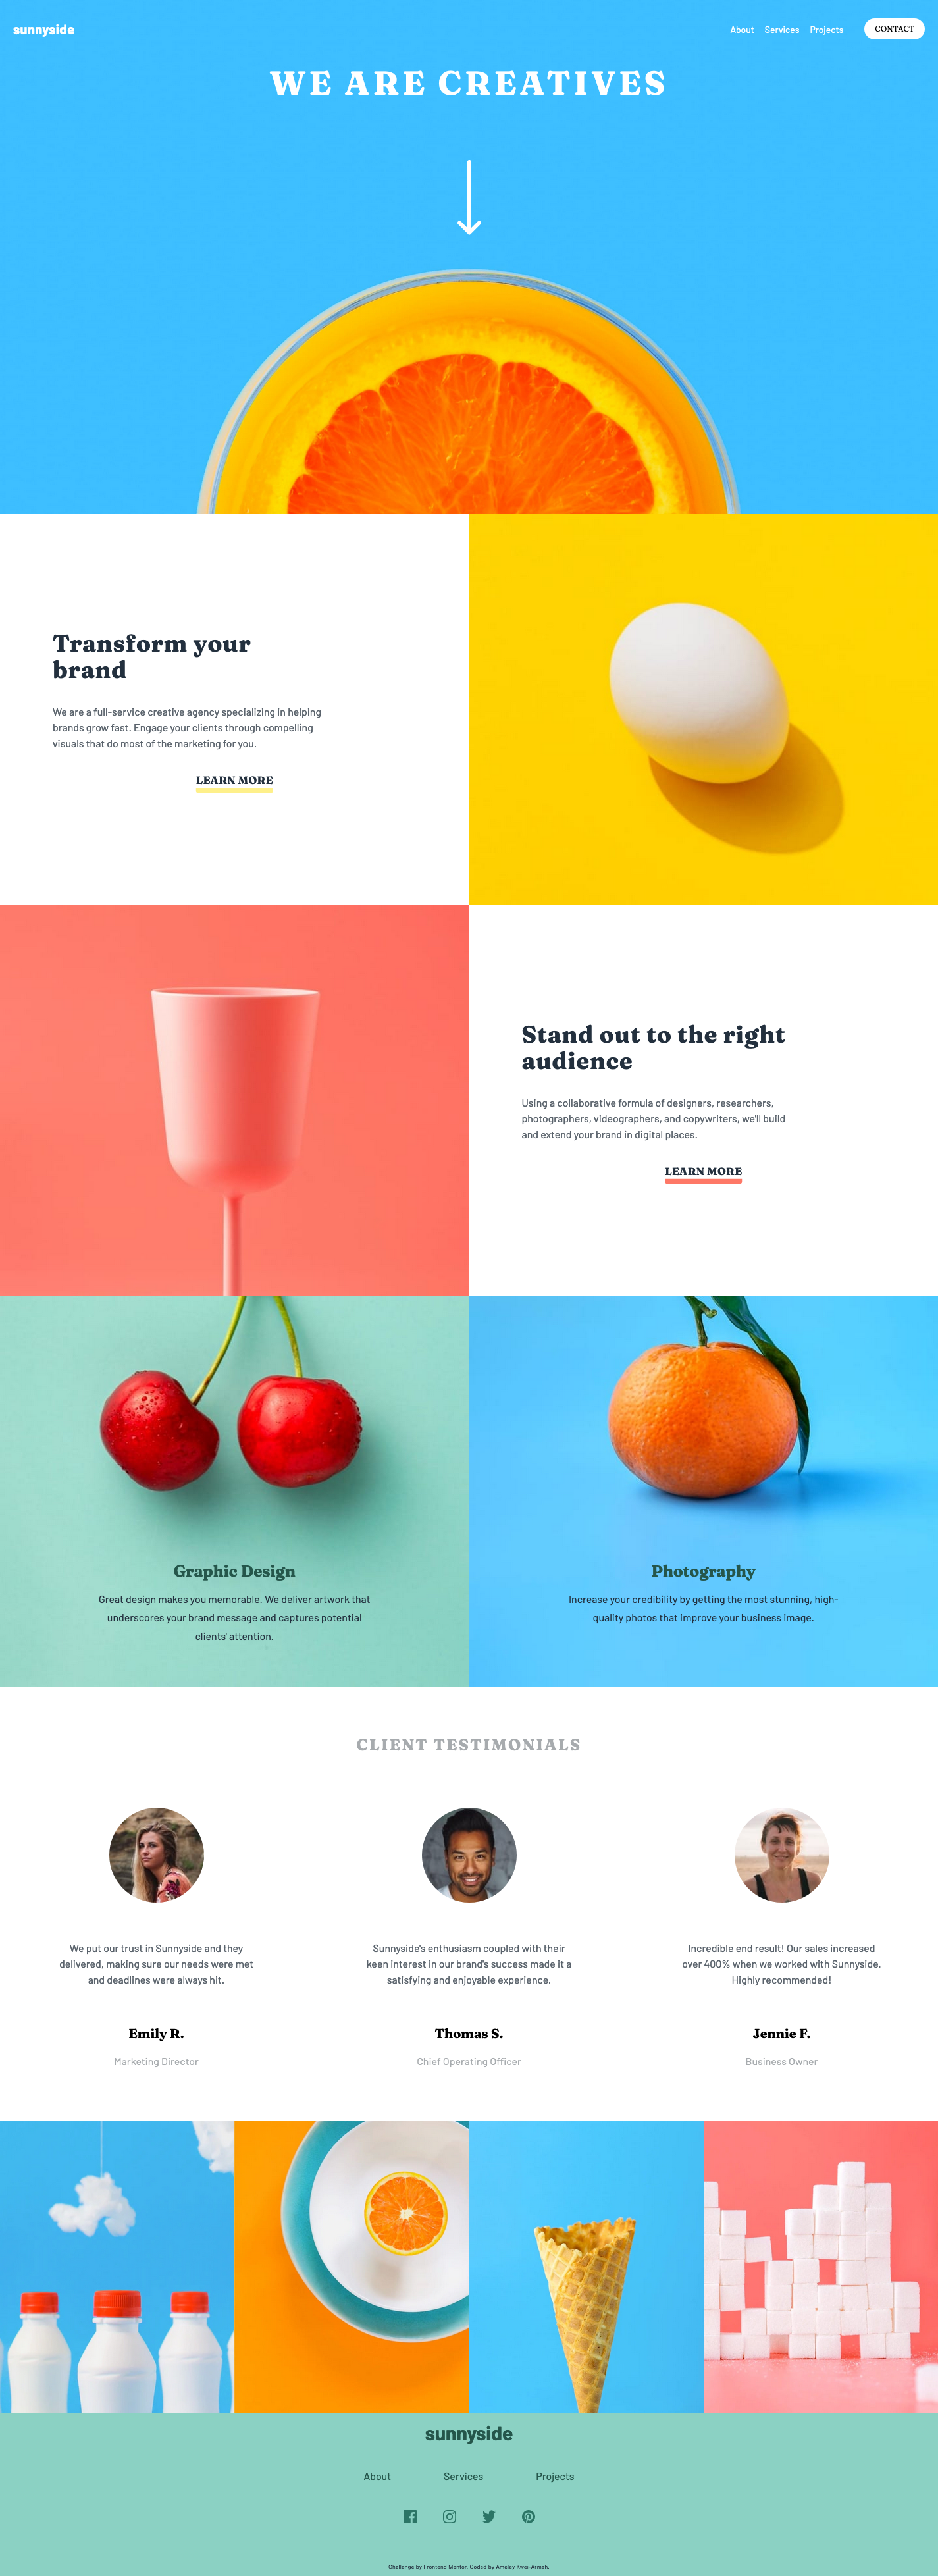 sunnyside
About Services Projects CONTACT
WE ARE CREATIVES
Transform your
brand
We are a full-service creative agency specializing in helping
brands grow fast. Engage your clients through compelling
visuals that do most of the marketing for you.
LEARN MORE
Stand out to the right
audience
Using a collaborative formula of designers, researchers,
photographers, videographers, and copywriters, we'll build
and extend your brand in digital places.
LEARN MORE
Graphic Design
Great design makes you memorable. We deliver artwork that
underscores your brand message and captures potential
clients' attention.
Photography
Increase your credibility by getting the most stunning, high-
quality photos that improve your business image.
CLIENT TESTIMONIALS
We put our trust in Sunnyside and they
delivered, making sure our needs were met
and deadlines were always hit.
Emily R.
Marketing Director
Sunnyside's enthusiasm coupled with their
keen interest in our brand's success made it a
satisfying and enjoyable experience.
Thomas S.
Chief Operating Officer
Incredible end result! Our sales increased
over 400% when we worked with Sunnyside.
Highly recommended!
Jennie F.
Business Owner
sunnyside
About Services Projects
Challenge by Frontend Mentor. Coded by Ameley Kwei-Armah.